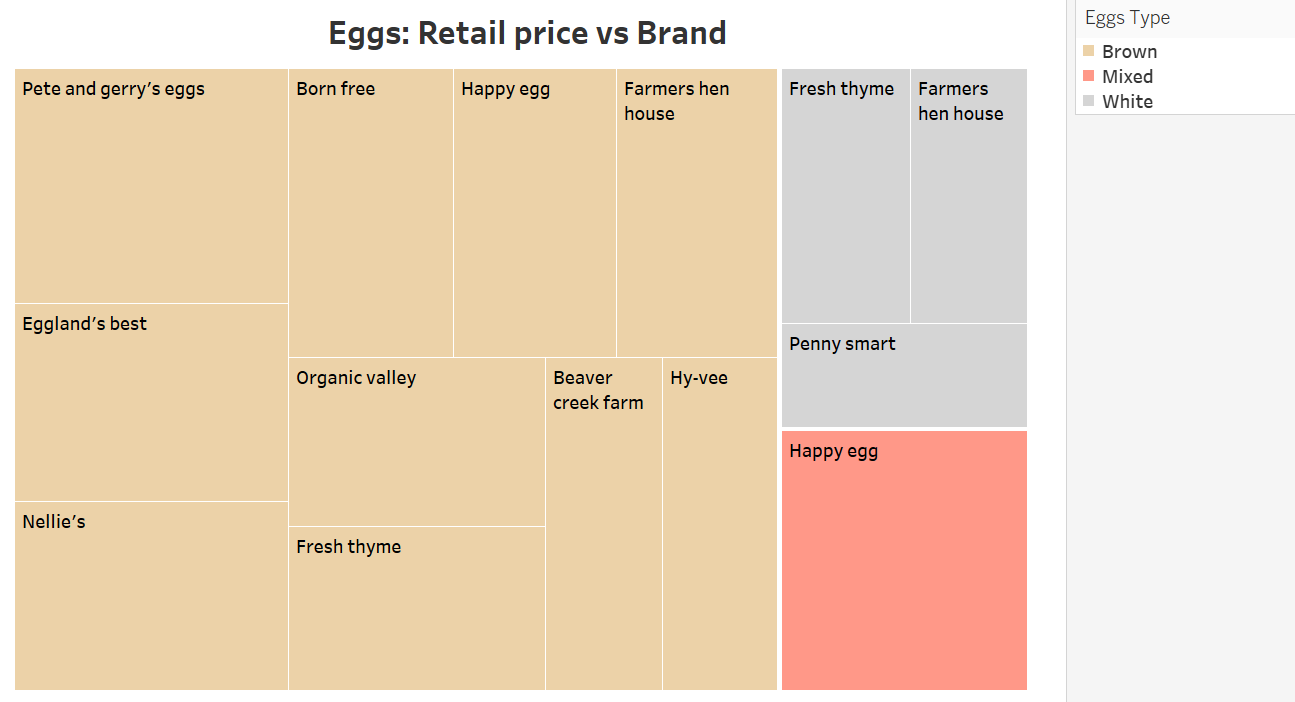 Eggs: Retail price vs Brand
Pete and gerry’s eggs
Eggland’s best
Nellie’s
Born free
Happy egg
Farmers hen
house
Organic valley
Fresh thyme
Beaver
creek farm
Hy-vee
Fresh thyme
Farmers
hen house
Penny smart
Happy egg
Eggs Type
Brown
Mixed
White